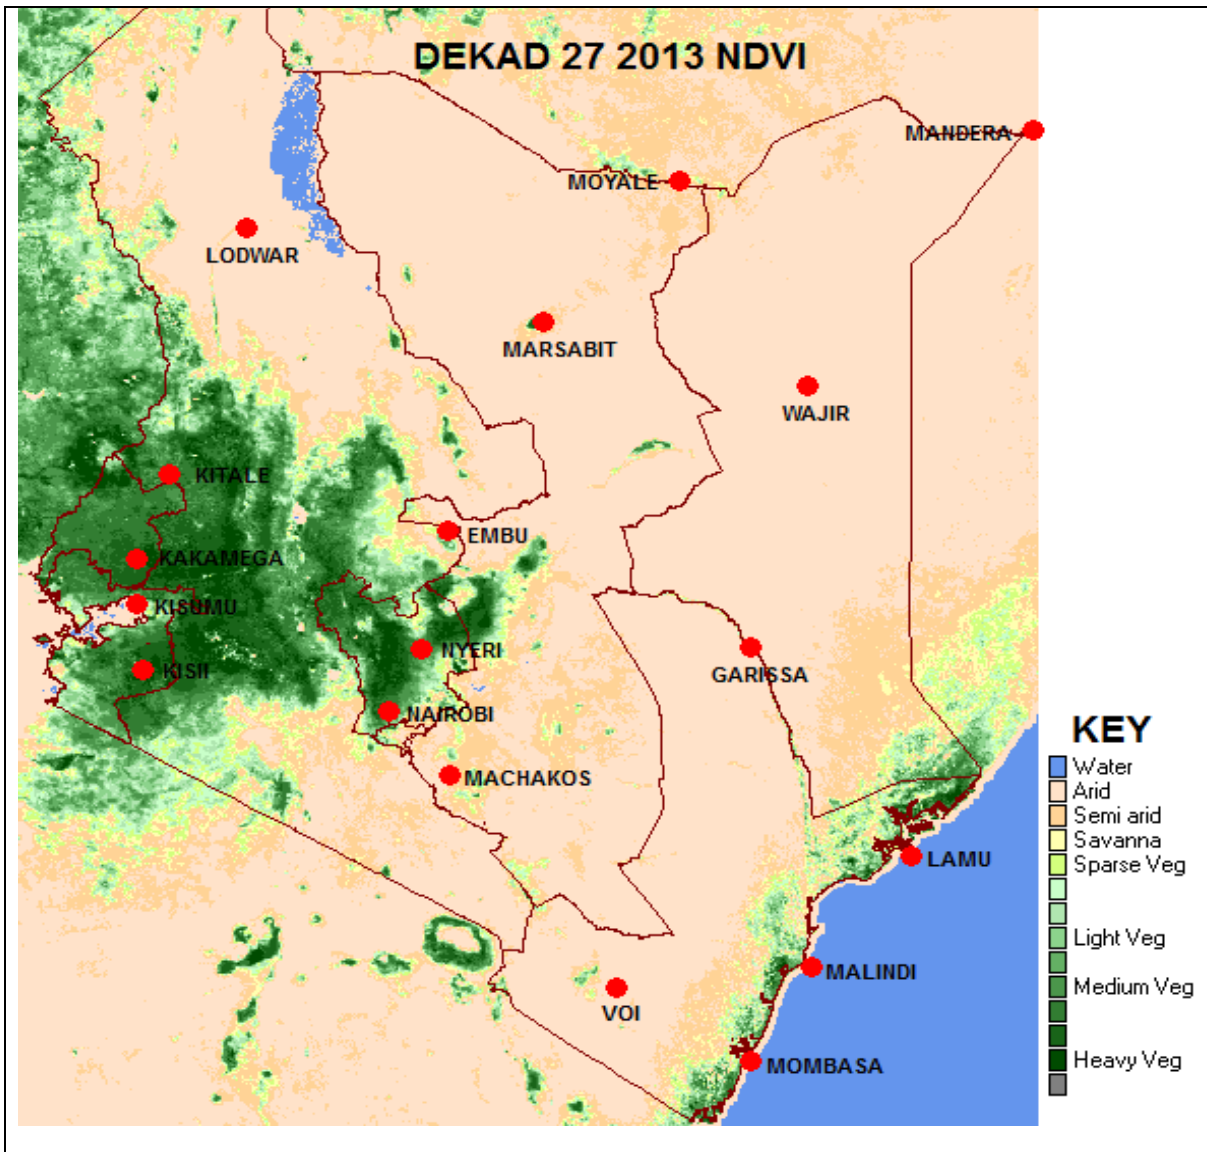 DEKAD 27 2013 NDVI
MANDERA
MOYALE
LODWAR
MARSABIT
WAJIR
KITALE
EMBU
KAKAMEGA
KISUMU
NYERI
KISII
GARISSA
NAIROBI
MACHAKOS
LAMU
MALINDI
VOI
MOMBASA
KEY
Water
Arid
Semi arid
Savanna
Sparse Veg
Light Veg
Medium Veg
Heavy Veg